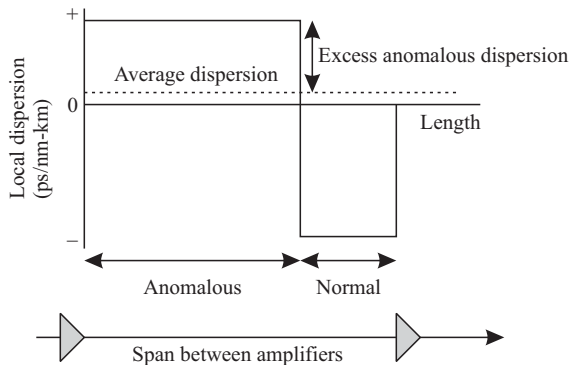 +
Excess anomalous dispersion
Average dispersion
0
Length
Local dispersion
(ps/nm-km)
−
Anomalous
Normal
Span between amplifiers